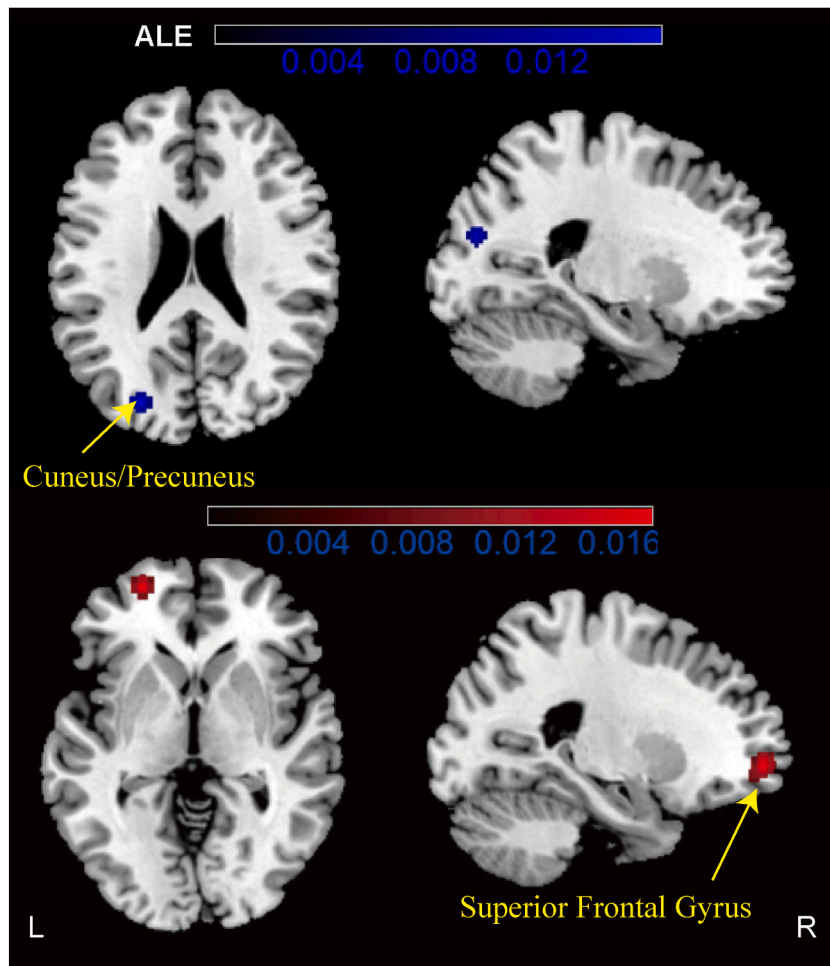 ALE
0.004 0.008 0.012
Cuneus/Precuneus
0.004 0.008 0.012 0.016
Superior Frontal Gyrus
L R